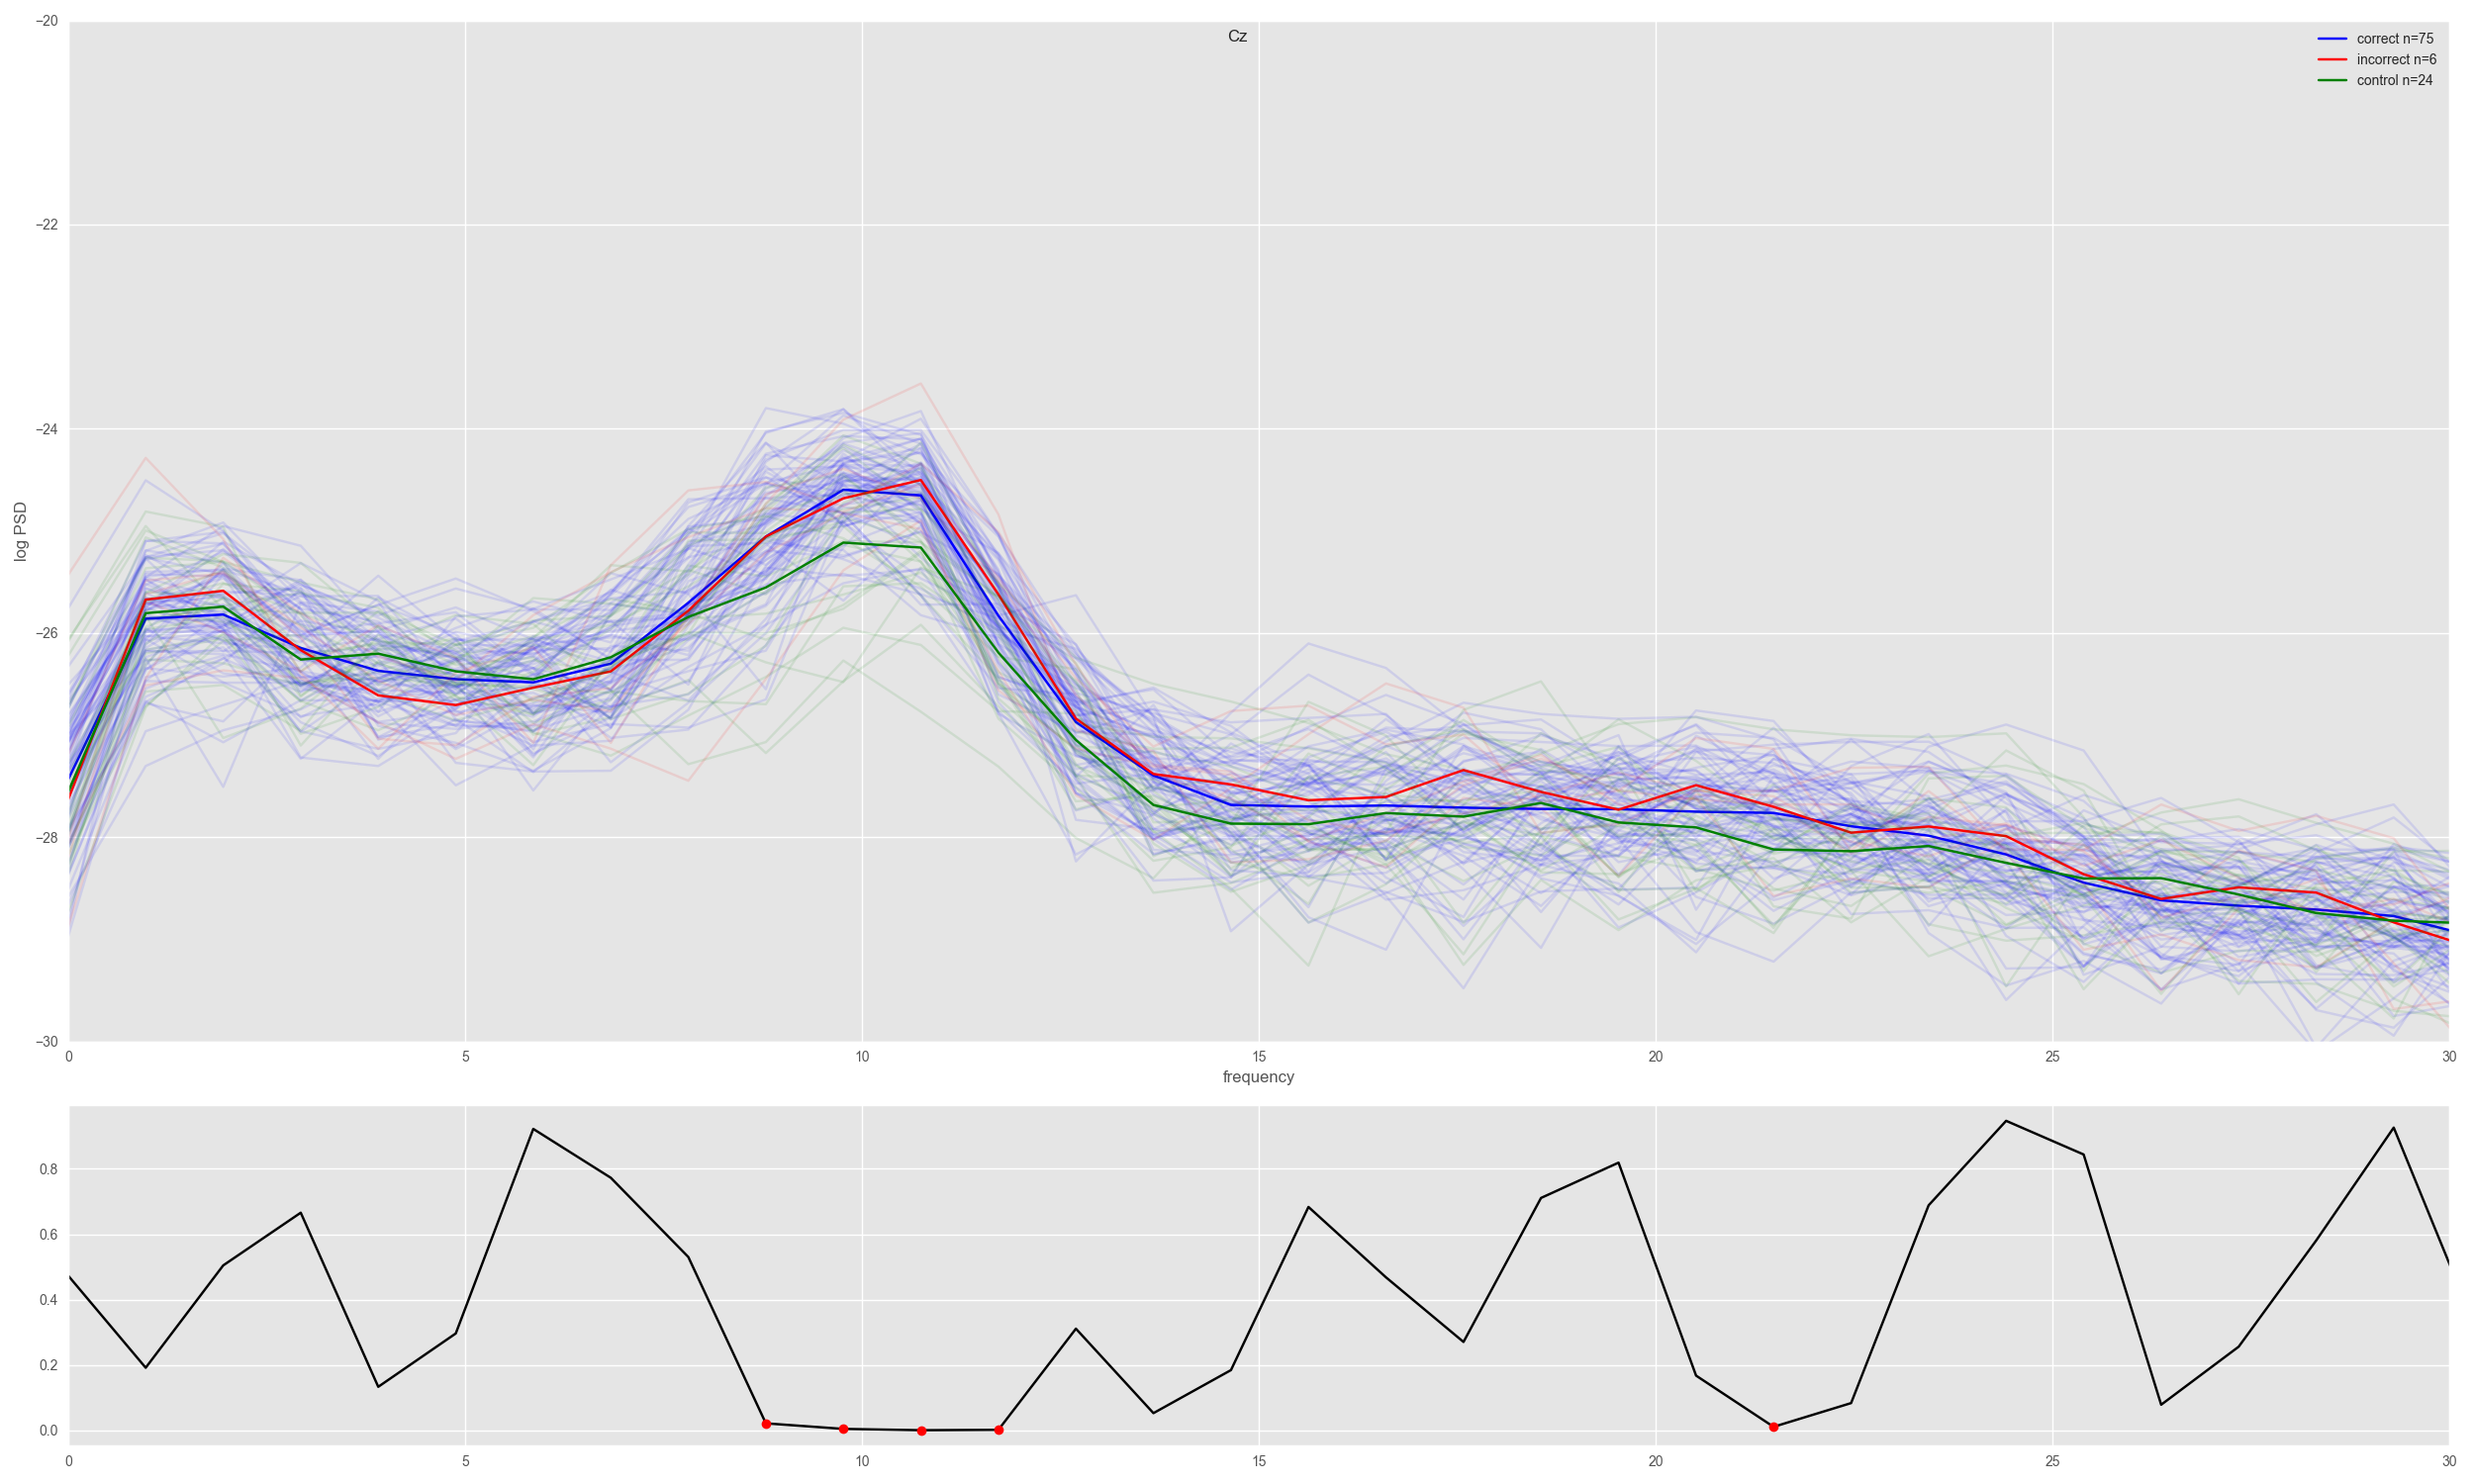 Cz
correct n=75
incorrect n=6
control n=24
log PSD
−20
−22
−24
−26
−28
−30
0 5 10 15 20 25 30
frequency
0.8
0.6
0.4
0.2
0.0
0 5 10 15 20 25 30